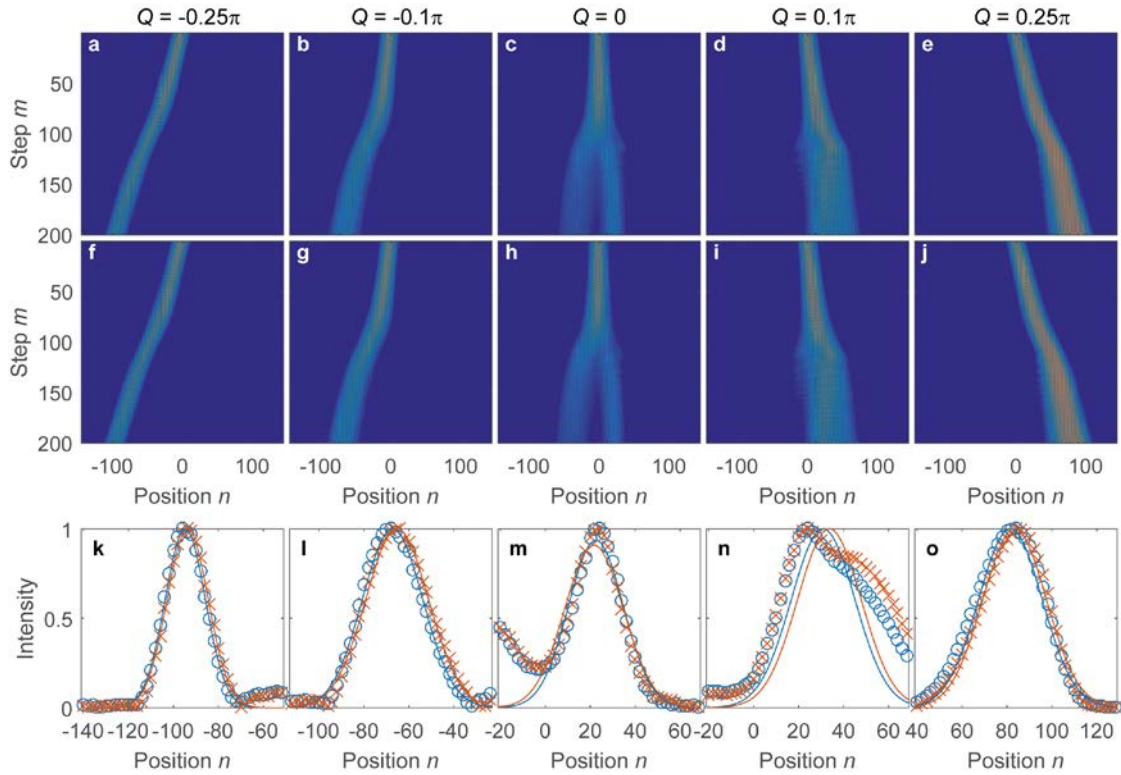 Q = -0.25π Q = -0.1π Q = 0 Q = 0.1π Q = 0.25π
a b c d e
50
100
150
200
Step m
f g h i j
50
100
150
200
Step m
-100 0 100 -100 0 100 -100 0 100 -100 0 100 -100 0 100
Position n Position n Position n Position n Position n
k l m n o
1
0.5
0
Intensity
-140 -120 -100 -80 -60 -100 -80 -60 -40 -20 0 20 40 60 -20 0 20 40 40 60 80 100 120
Position n Position n Position n Position n Position n